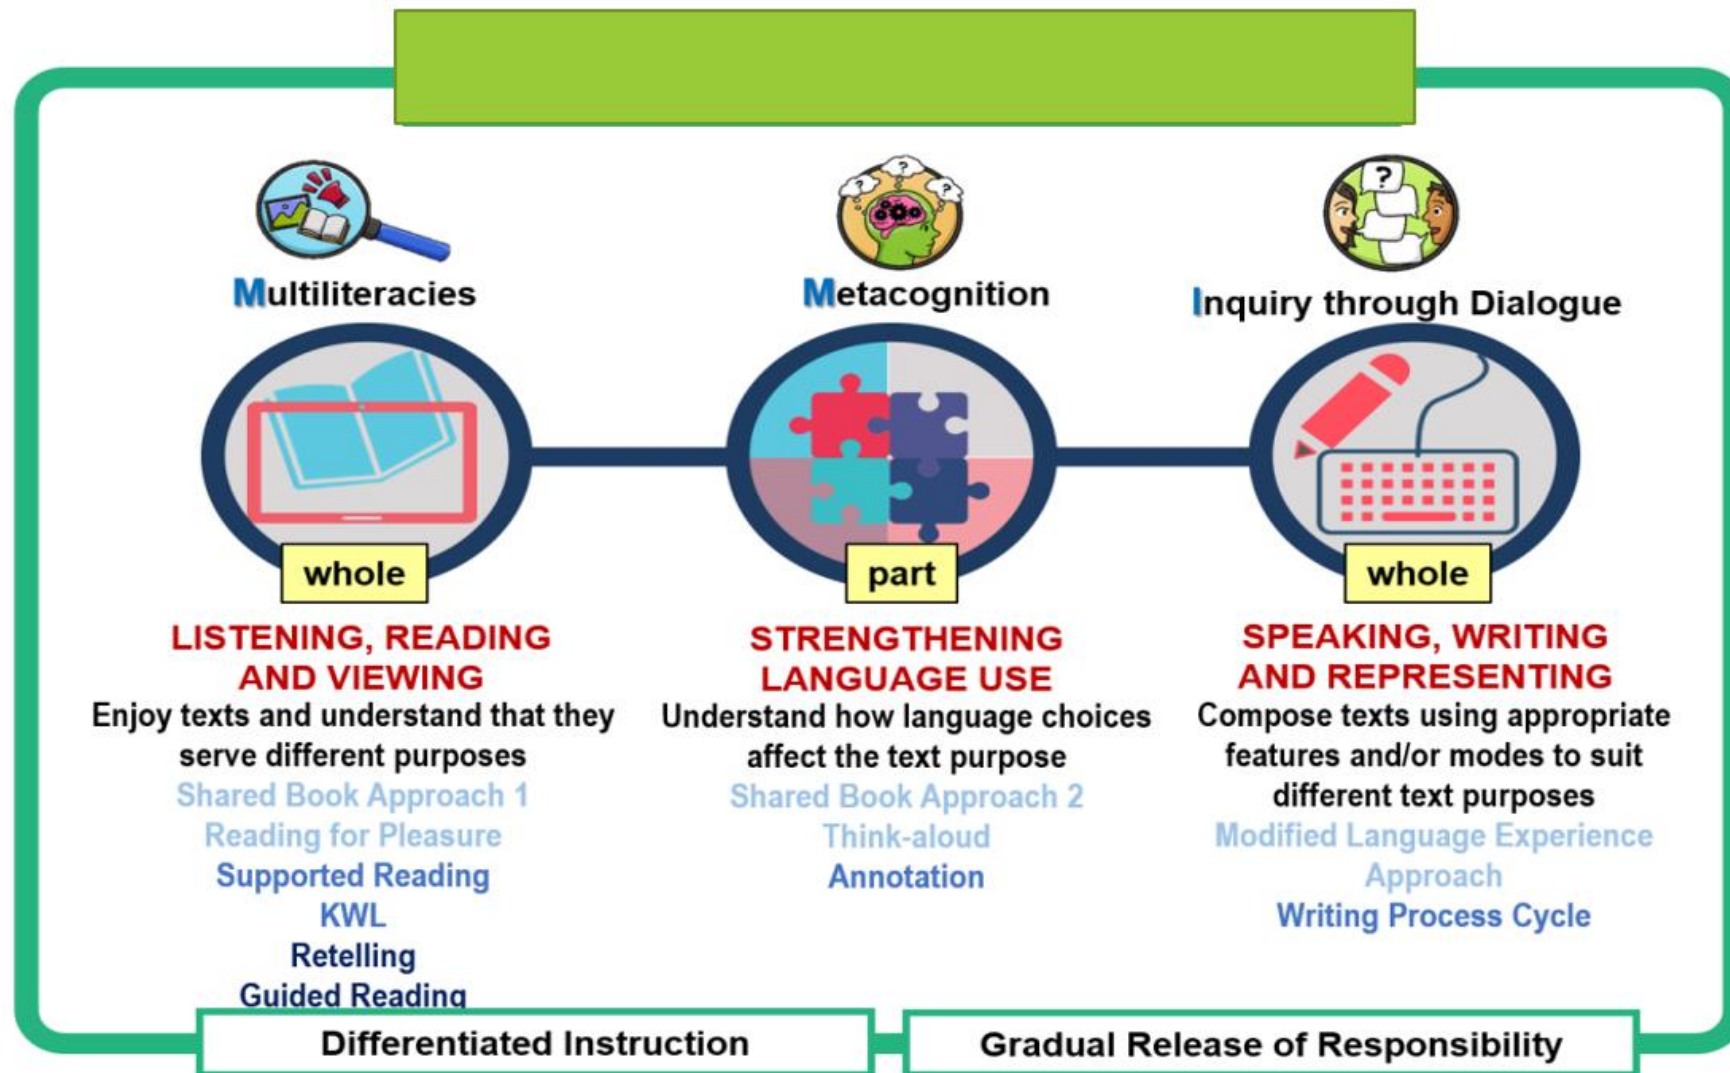 Multiliteracies
Metacognition
Inquiry through Dialogue
?
?
?
?
whole
part
whole
LISTENING, READING
AND VIEWING
Enjoy texts and understand that they
serve different purposes
Shared Book Approach 1
Reading for Pleasure
Supported Reading
KWL
Retelling
Guided Reading
STRENGTHENING
LANGUAGE USE
Understand how language choices
affect the text purpose
Shared Book Approach 2
Think-aloud
Annotation
SPEAKING, WRITING
AND REPRESENTING
Compose texts using appropriate
features and/or modes to suit
different text purposes
Modified Language Experience
Approach
Writing Process Cycle
Differentiated Instruction
Gradual Release of Responsibility